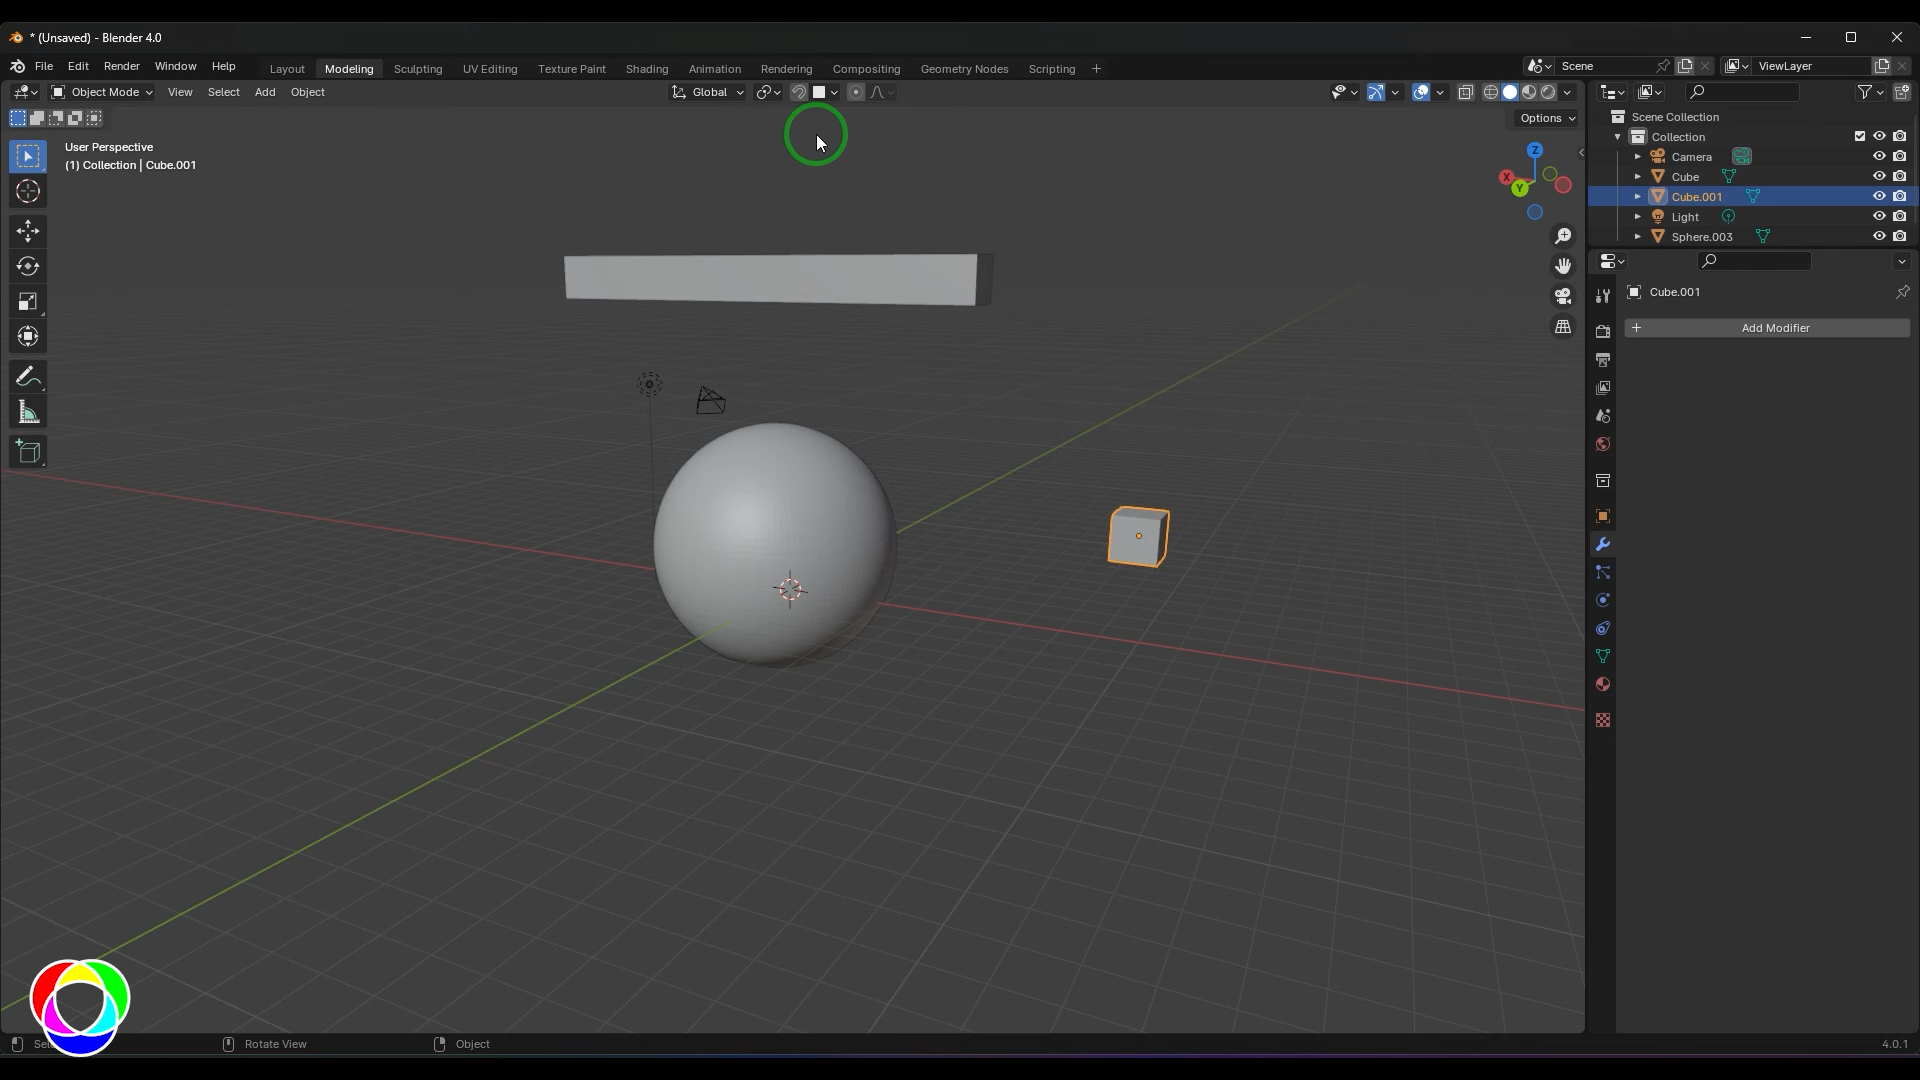 * (Unsaved) - Blender 4.0
File Edit Render Window Help Layout Modeling Sculpting UV Editing Texture Paint Shading Animation Rendering Compositing Geometry Nodes Scripting + Scene ViewLayer
Object Mode View Select Add Object Global
Options
User Perspective
(1) Collection | Cube.001
Z
X
Y
Scene Collection
Collection
Camera
Cube
Cube.001
Light
Sphere.003
Cube.001
+ Add Modifier
Rotate View Object 4.0.1